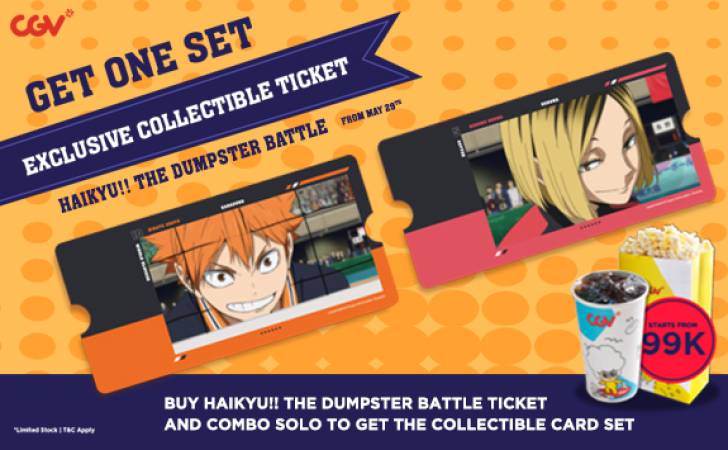 CGV
GET ONE SET
EXCLUSIVE COLLECTIBLE TICKET
HAIKYU!! THE DUMPSTER BATTLE FROM MAY 29TH
CGV
STARTS FROM
99K
BUY HAIKYU!! THE DUMPSTER BATTLE TICKET
AND COMBO SOLO TO GET THE COLLECTIBLE CARD SET
*Limited Stock | T&C Apply